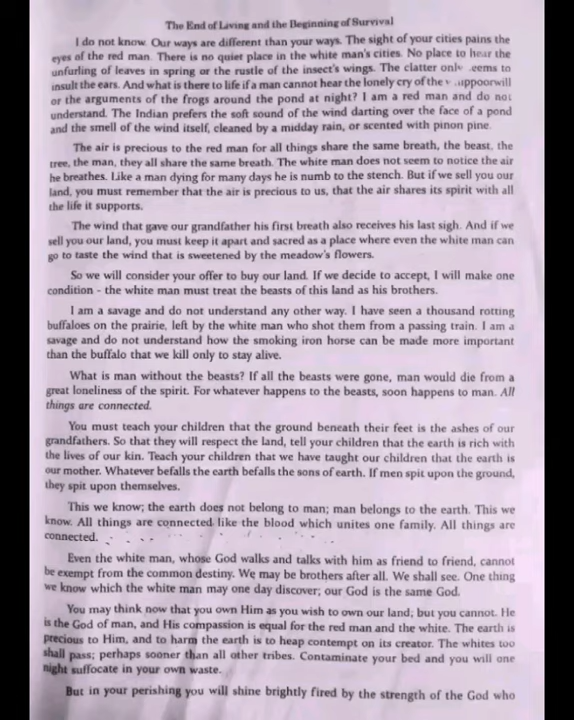 The End of Living and the Beginning of Survival
I do not know. Our ways are different than your ways. The sight of your cities pains the
eyes of the red man. There is no quiet place in the white man's cities. No place to hear the
unfurling of leaves in spring or the rustle of the insect's wings. The clatter only eems to
insult the ears. And what is there to life if a man cannot hear the lonely cry of the
or the arguments of the frogs around the pond at night? I am a red man and do not
understand. The Indian prefers the soft sound of the wind darting over the face of a pond
and the smell of the wind itself, cleaned by a midday rain, or scented with pinon pine.
The air is precious to the red man for all things share the same breath, the beast, the
tree, the man, they all share the same breath. The white man does not seem to notice the air
he breathes. Like a man dying for many days he is numb to the stench. But if we sell you our
land, you must remember that the air is precious to us, that the air shares its spirit with all
the life it supports.
The wind that gave our grandfather his first breath also receives his last sigh. And if we
sell you our land, you must keep it apart and sacred as a place where even the white man can
go to taste the wind that is sweetened by the meadow's flowers.
So we will consider your offer to buy our land. If we decide to accept, I will make one
condition - the white man must treat the beasts of this land as his brothers.
I am a savage and do not understand any other way. I have seen a thousand rotting
buffaloes on the prairie, left by the white man who shot them from a passing train. I am a
savage and do not understand how the smoking iron horse can be made more important
than the buffalo that we kill only to stay alive.
What is man without the beasts? If all the beasts were gone, man would die from a
great loneliness of the spirit. For whatever happens to the beasts, soon happens to man. All
things are connected.
You must teach your children that the ground beneath their feet is the ashes of our
grandfathers. So that they will respect the land, tell your children that the earth is rich with
the lives of our kin. Teach your children that we have taught our children that the earth is
our mother. Whatever befalls the earth befalls the sons of earth. If men spit upon the ground,
they spit upon themselves.
This we know; the earth does not belong to man; man belongs to the earth. This we
know. All things are connected like the blood which unites one family. All things are
connected.
Even the white man, whose God walks and talks with him as friend to friend, cannot
be exempt from the common destiny. We may be brothers after all. We shall see. One thing
we know which the white man may one day discover; our God is the same God.
You may think now that you own Him as you wish to own our land; but you cannot. He
is the God of man, and His compassion is equal for the red man and the white. The earth is
precious to Him, and to harm the earth is to heap contempt on its creator. The whites too
shall pass; perhaps sooner than all other tribes. Contaminate your bed and you will one
night suffocate in your own waste.
But in your perishing you will shine brightly fired by the strength of the God who